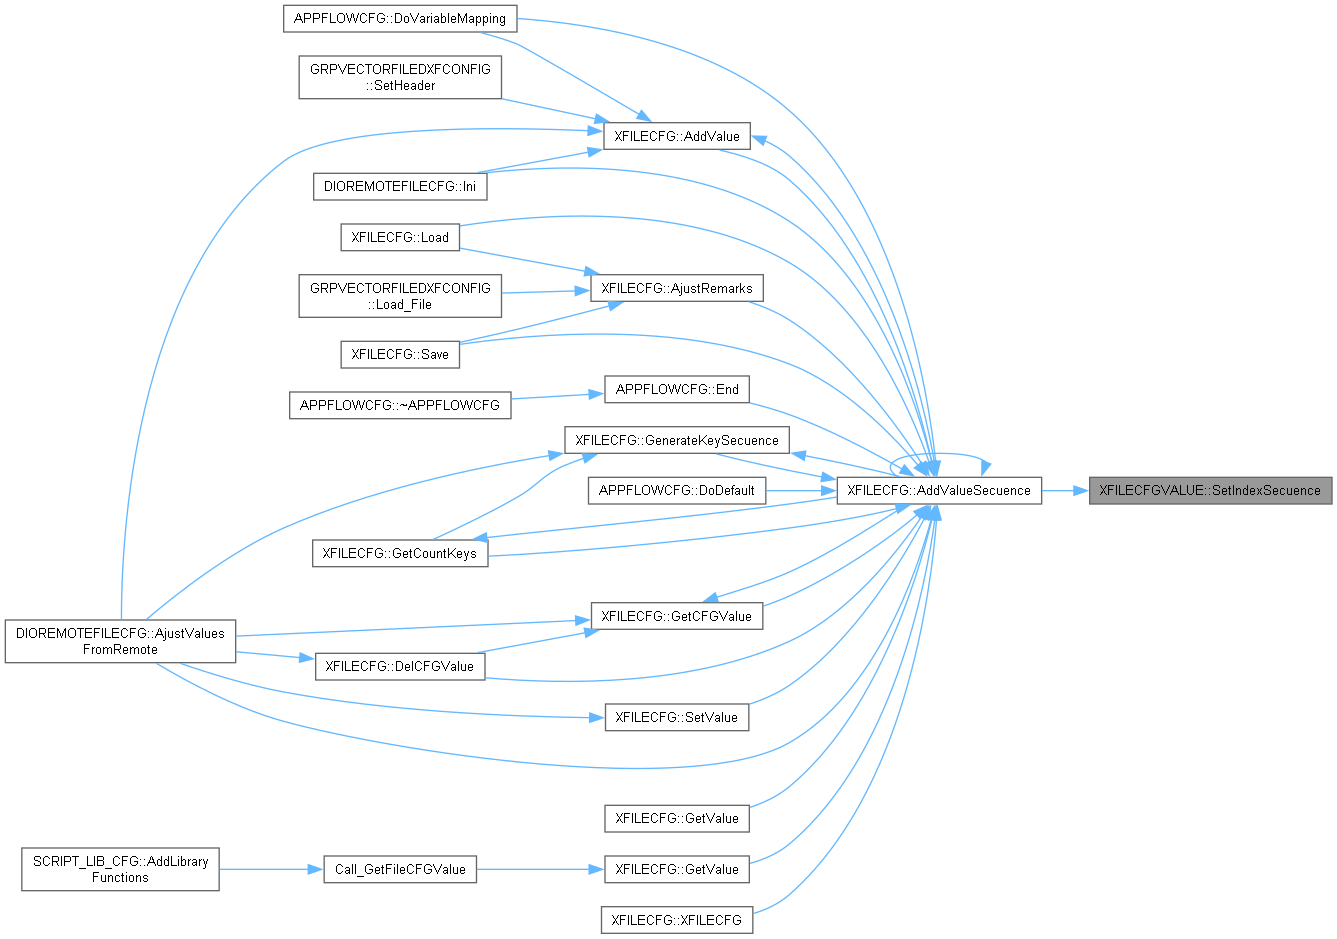 APPFLOWCFG::DoVariableMapping
GRPVECTORFILEDXFCONFIG
::SetHeader
XFILECFG::AddValue
DIOREMOTEFILECFG::Ini
XFILECFG::Load
GRPVECTORFILEDXFCONFIG
::Load_File
XFILECFG::AjustRemarks
XFILECFG::Save
APPFLOWCFG::End
APPFLOWCFG::~APPFLOWCFG
XFILECFG::GenerateKeySecuence
APPFLOWCFG::DoDefault
XFILECFG::AddValueSecuence
XFILECFGVALUE::SetIndexSecuence
XFILECFG::GetCountKeys
XFILECFG::GetCFGValue
DIOREMOTEFILECFG::AjustValues
FromRemote
XFILECFG::DelCFGValue
XFILECFG::SetValue
XFILECFG::GetValue
SCRIPT_LIB_CFG::AddLibrary
Functions
Call_GetFileCFGValue
XFILECFG::GetValue
XFILECFG::XFILECFG